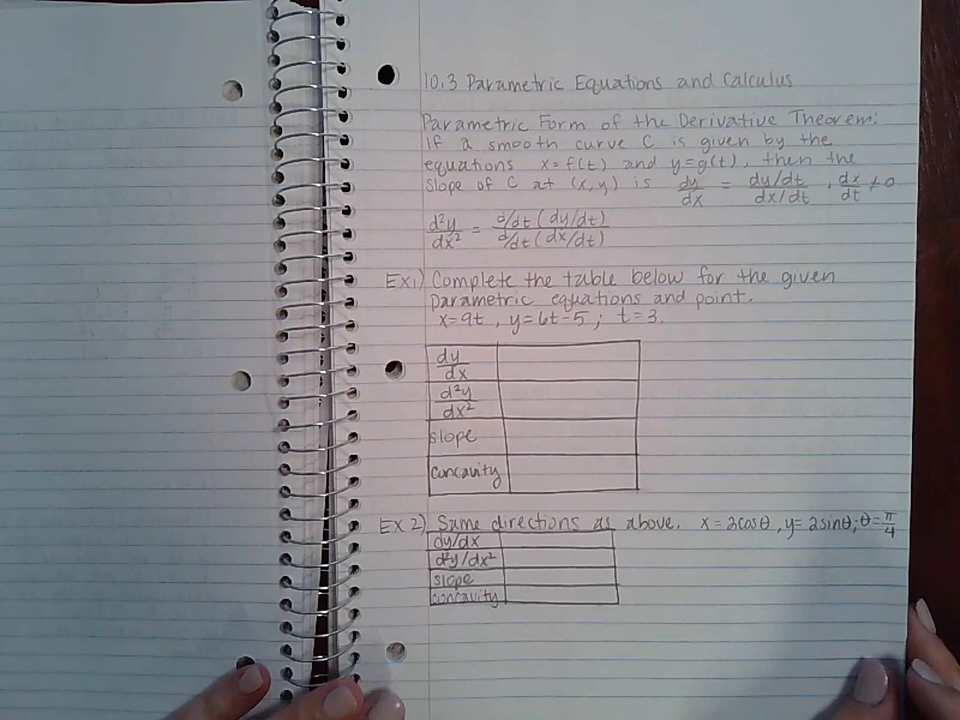 10.3 Parametric Equations and Calculus
Parametric Form of the Derivative Theorem:
If a smooth curve C is given by the
equations x=f(t) and y=g(t), then the
slope of C at (x,y) is dy/dx = dy/dt / dx/dt , dx/dt ≠0
d²y/dx² = d/dt(dy/dt) / d/dt(dx/dt)
Ex1) Complete the table below for the given
parametric equations and point.
x=9t, y=6t-5; t=3.
dy/dx
d²y/dx²
slope
concavity
Ex 2) Same directions as above. x=2cosθ, y=2sinθ; θ=π/4
dy/dx
d²y/dx²
slope
concavity